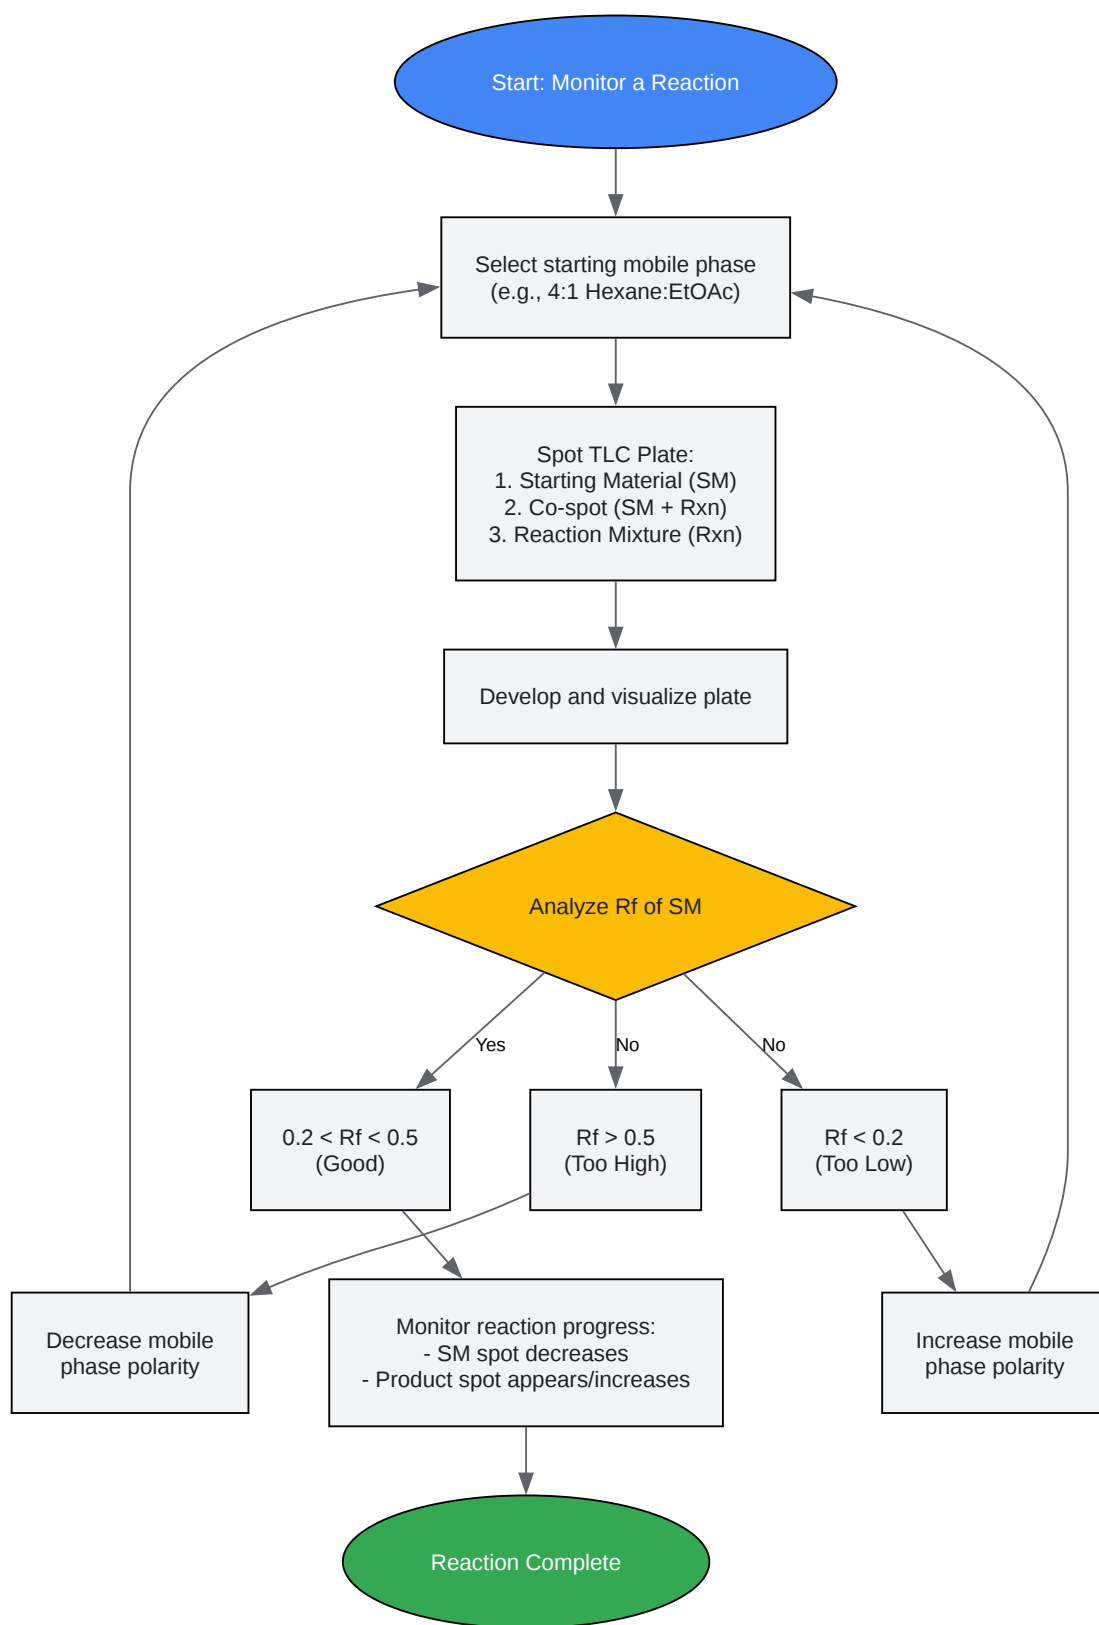 Start: Monitor a Reaction
Select starting mobile phase
(e.g., 4:1 Hexane:EtOAc)
Spot TLC Plate:
1. Starting Material (SM)
2. Co-spot (SM + Rxn)
3. Reaction Mixture (Rxn)
Develop and visualize plate
Analyze Rf of SM
Yes
No
No
0.2 < Rf < 0.5
(Good)
Rf > 0.5
(Too High)
Rf < 0.2
(Too Low)
Decrease mobile
phase polarity
Monitor reaction progress:
- SM spot decreases
- Product spot appears/increases
Increase mobile
phase polarity
Reaction Complete